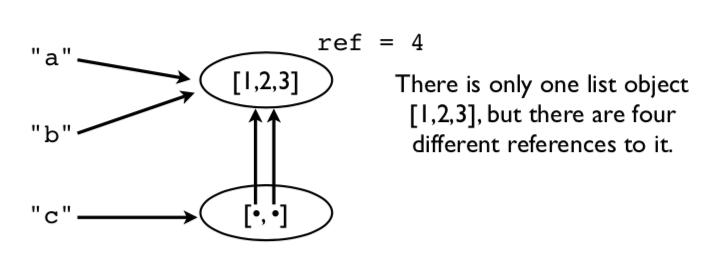 ref = 4
"a"
[1,2,3]
There is only one list object
[1,2,3], but there are four
different references to it.
"b"
"c"
[•, •]